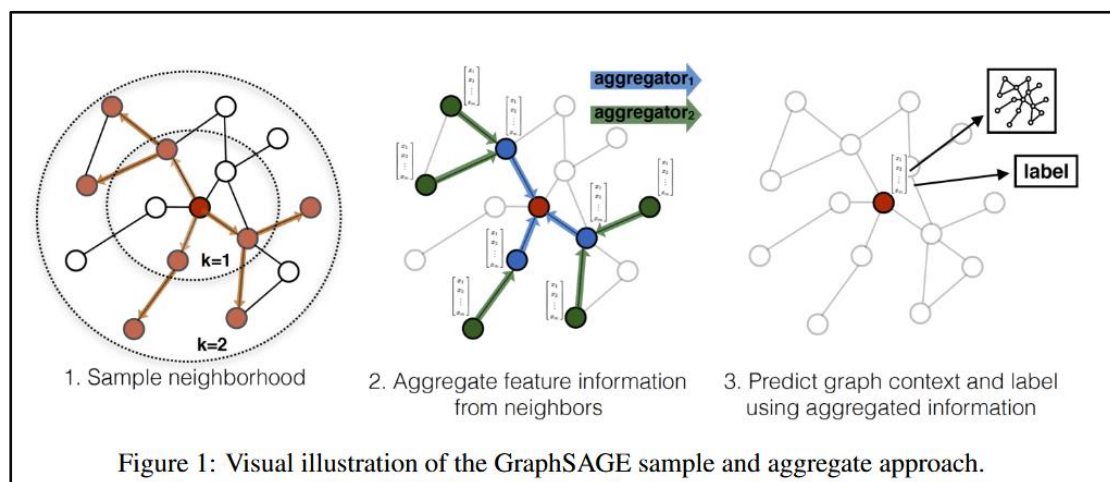 aggregator₁
aggregator₂
label
k=1
k=2
1. Sample neighborhood
2. Aggregate feature information
from neighbors
3. Predict graph context and label
using aggregated information
Figure 1: Visual illustration of the GraphSAGE sample and aggregate approach.